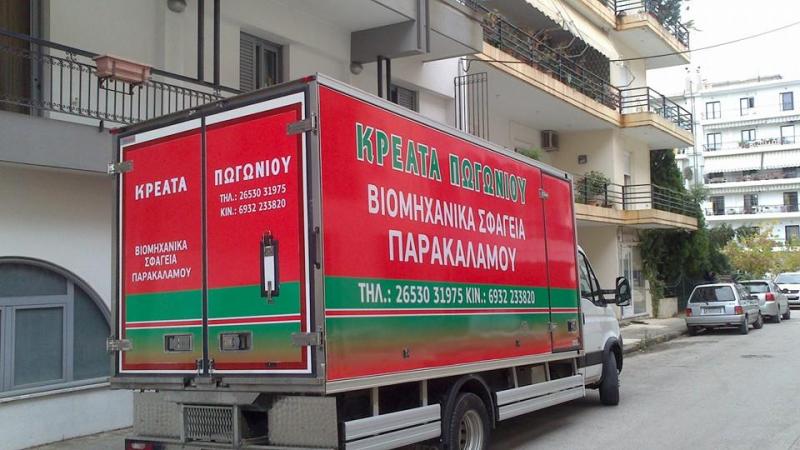 ΚΡΕΑΤΑ ΠΩΓΩΝΙΟΥ
ΤΗΛ.: 26530 31975
ΚΙΝ.: 6932 233820
ΒΙΟΜΗΧΑΝΙΚΑ
ΣΦΑΓΕΙΑ
ΠΑΡΑΚΑΛΑΜΟΥ
ΚΡΕΑΤΑ ΠΩΓΩΝΙΟΥ
ΒΙΟΜΗΧΑΝΙΚΑ ΣΦΑΓΕΙΑ
ΠΑΡΑΚΑΛΑΜΟΥ
ΤΗΛ.: 26530 31975 ΚΙΝ.: 6932 233820